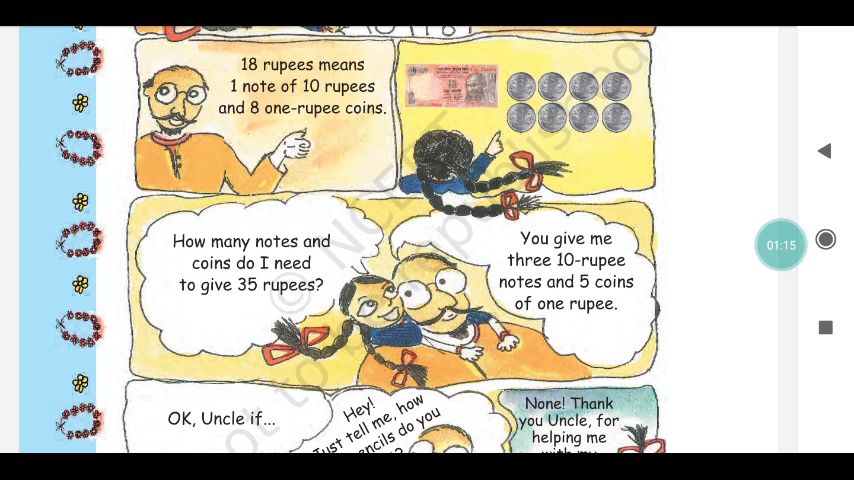 18 rupees means
1 note of 10 rupees
and 8 one-rupee coins.
How many notes and
coins do I need
to give 35 rupees?
You give me
three 10-rupee
notes and 5 coins
of one rupee.
01:15
OK, Uncle if...
Hey!
Just tell me, how
do you
None! Thank
you Uncle, for
helping me